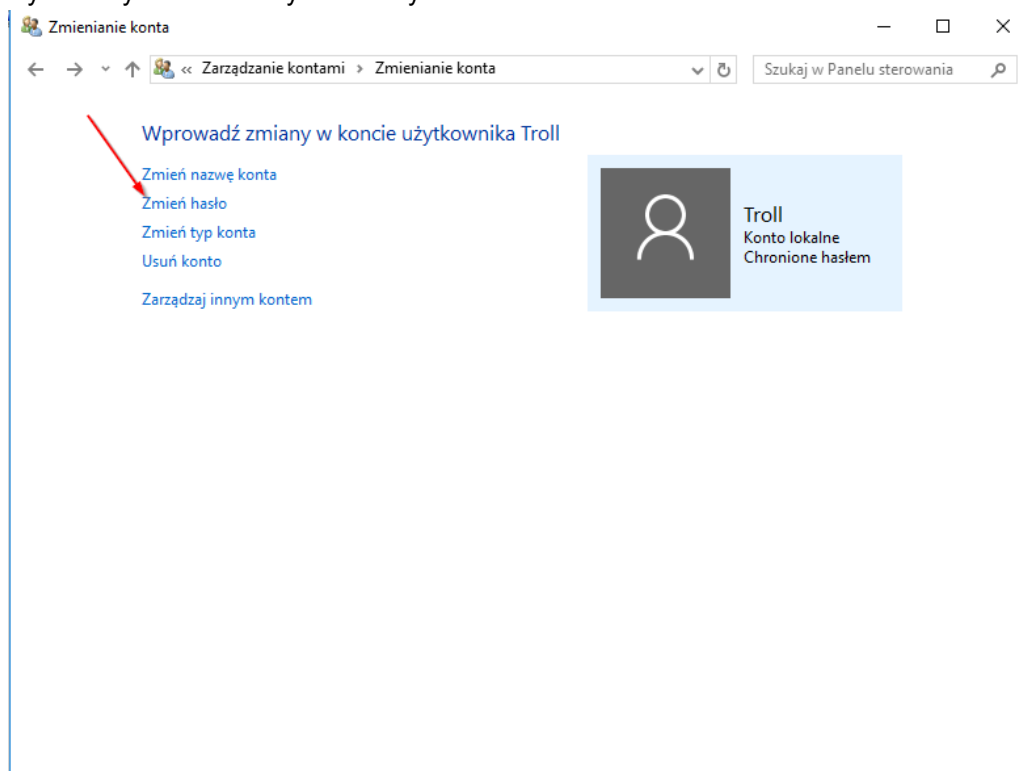 Zmienianie konta
« Zarządzanie kontami › Zmienianie konta
Szukaj w Panelu sterowania
Wprowadź zmiany w koncie użytkownika Troll
Zmień nazwę konta
Zmień hasło
Zmień typ konta
Usuń konto
Zarządzaj innym kontem
Troll
Konto lokalne
Chronione hasłem